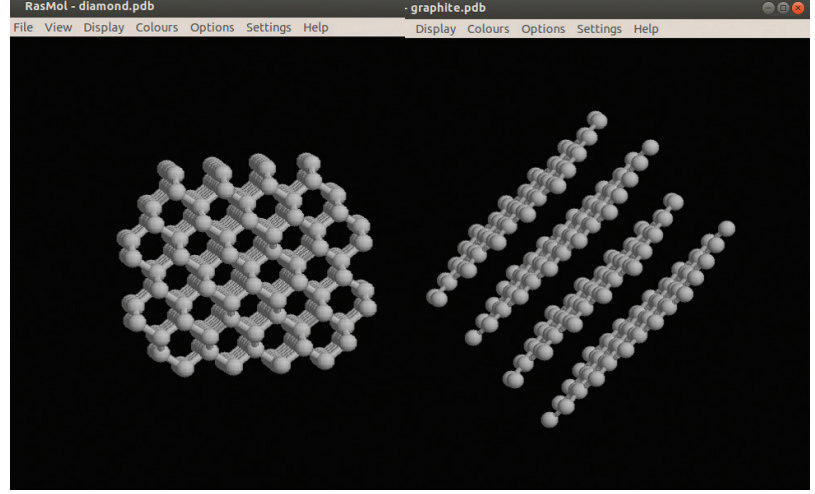 RasMol - diamond.pdb
- graphite.pdb
File View Display Colours Options Settings Help
Display Colours Options Settings Help